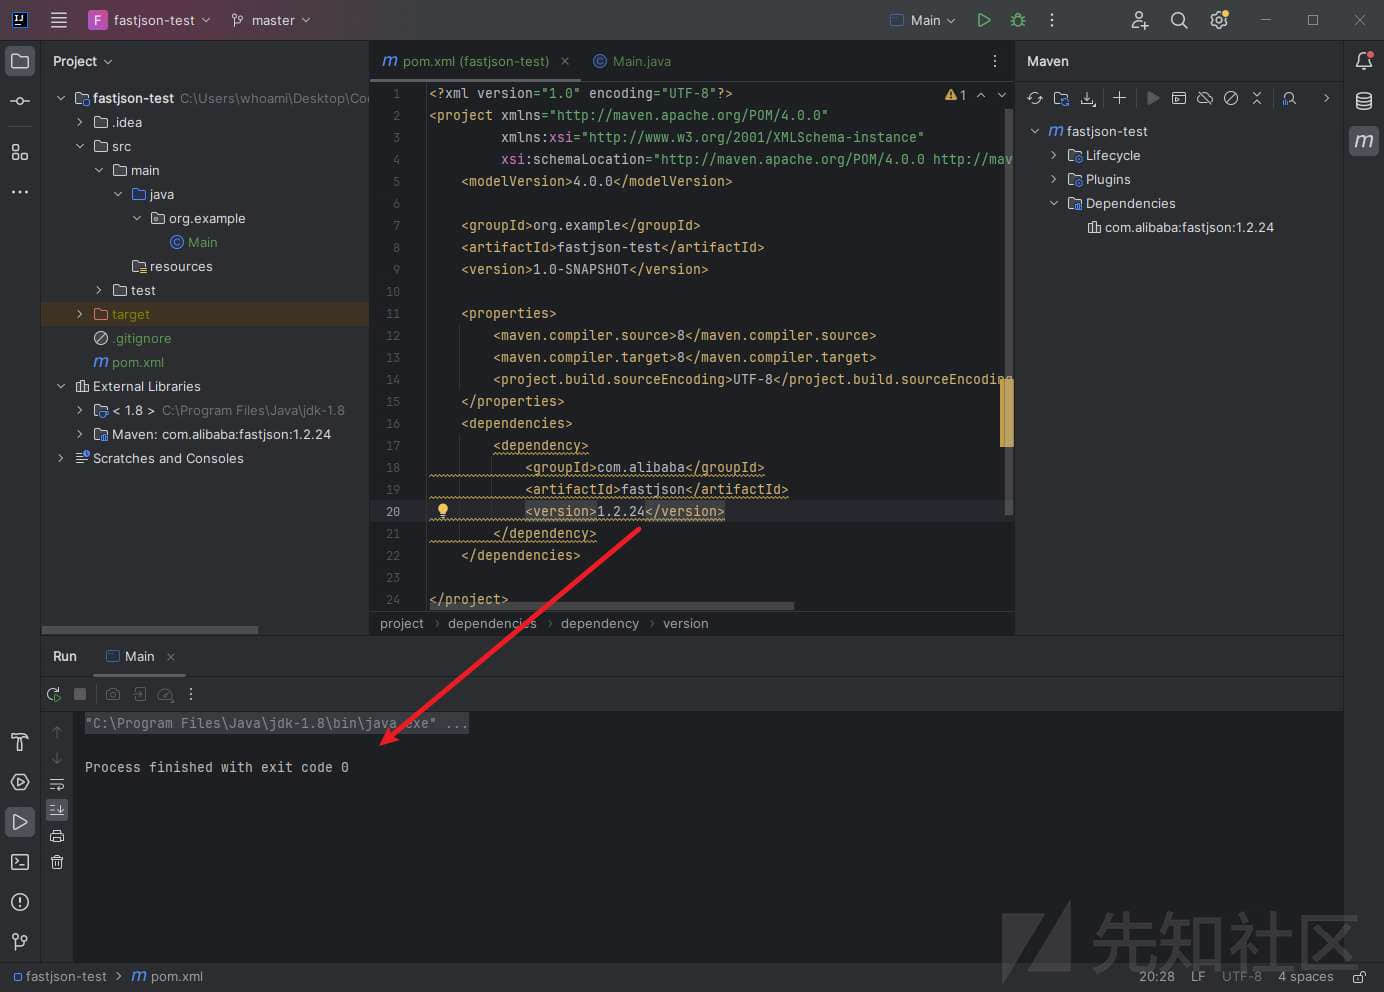 F fastjson-test master Main
Project
pom.xml (fastjson-test) Main.java
Maven
fastjson-test C:\Users\whoami\Desktop\Co
.idea
src
main
java
org.example
Main
resources
test
target
.gitignore
pom.xml
External Libraries
< 1.8 > C:\Program Files\Java\jdk-1.8
Maven: com.alibaba:fastjson:1.2.24
Scratches and Consoles
1 <?xml version="1.0" encoding="UTF-8"?> 1
2 <project xmlns="http://maven.apache.org/POM/4.0.0"
3 xmlns:xsi="http://www.w3.org/2001/XMLSchema-instance"
4 xsi:schemaLocation="http://maven.apache.org/POM/4.0.0 http://mav
5 <modelVersion>4.0.0</modelVersion>
6
7 <groupId>org.example</groupId>
8 <artifactId>fastjson-test</artifactId>
9 <version>1.0-SNAPSHOT</version>
10
11 <properties>
12 <maven.compiler.source>8</maven.compiler.source>
13 <maven.compiler.target>8</maven.compiler.target>
14 <project.build.sourceEncoding>UTF-8</project.build.sourceEncoding
15 </properties>
16 <dependencies>
17 <dependency>
18 <groupId>com.alibaba</groupId>
19 <artifactId>fastjson</artifactId>
20 <version>1.2.24</version>
21 </dependency>
22 </dependencies>
23
24 </project>
project dependencies dependency version
m fastjson-test
Lifecycle
Plugins
Dependencies
com.alibaba:fastjson:1.2.24
Run Main
"C:\Program Files\Java\jdk-1.8\bin\java.exe" ...
Process finished with exit code 0
先知社区
fastjson-test > m pom.xml 20:28 LF UTF-8 4 spaces